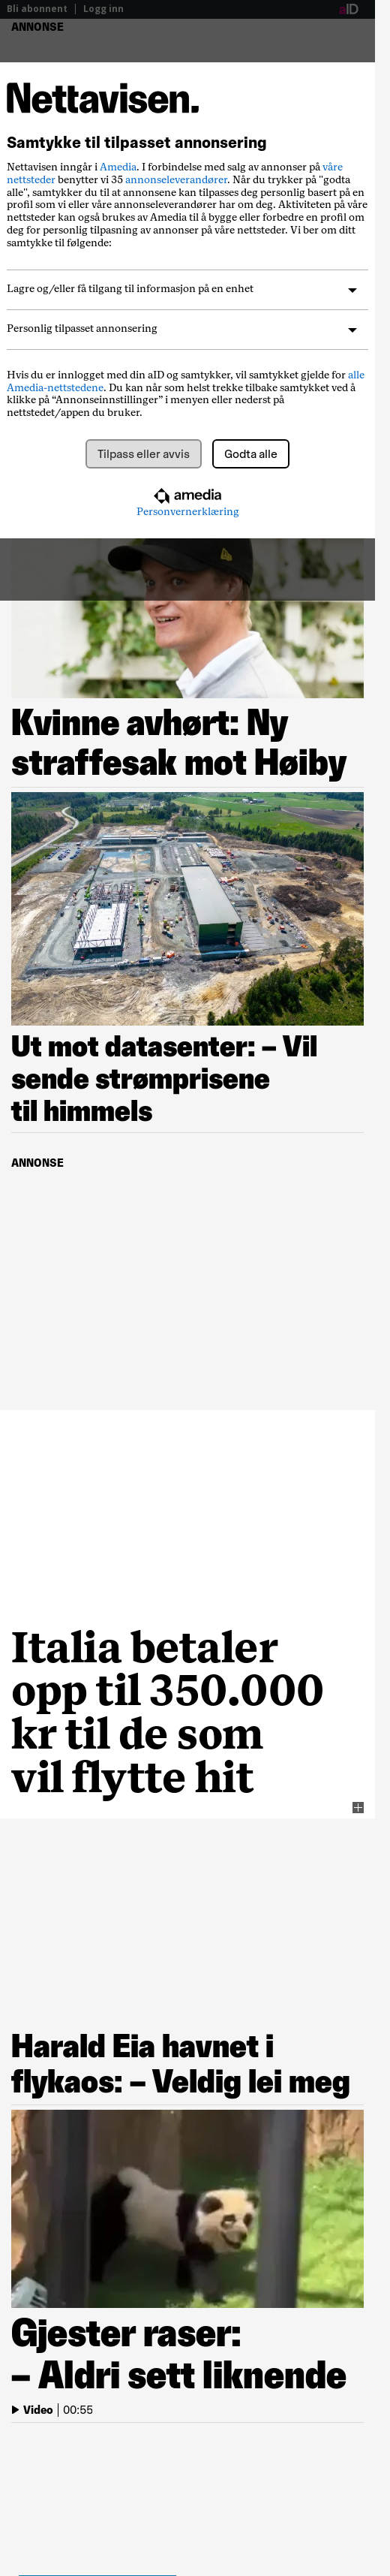 Bli abonnent | Logg inn
aID
ANNONSE
Nettavisen.
Samtykke til tilpasset annonsering
Nettavisen inngår i Amedia. I forbindelse med salg av annonser på våre
nettsteder benytter vi 35 annonseleverandører. Når du trykker på "godta
alle", samtykker du til at annonsene kan tilpasses deg personlig basert på en
profil som vi eller våre annonseleverandører har om deg. Aktiviteten på våre
nettsteder kan også brukes av Amedia til å bygge eller forbedre en profil om
deg for personlig tilpasning av annonser på våre nettsteder. Vi ber om ditt
samtykke til følgende:
Lagre og/eller få tilgang til informasjon på en enhet
Personlig tilpasset annonsering
Hvis du er innlogget med din aID og samtykker, vil samtykket gjelde for alle
Amedia-nettstedene. Du kan når som helst trekke tilbake samtykket ved å
klikke på “Annonseinnstillinger” i menyen eller nederst på
nettstedet/appen du bruker.
Tilpass eller avvis
Godta alle
amedia
Personvernerklæring
Kvinne avhørt: Ny
straffesak mot Høiby
Ut mot datasenter: – Vil
sende strømprisene
til himmels
ANNONSE
Italia betaler
opp til 350.000
kr til de som
vil flytte hit
Harald Eia havnet i
flykaos: – Veldig lei meg
Gjester raser:
– Aldri sett liknende
Video | 00:55